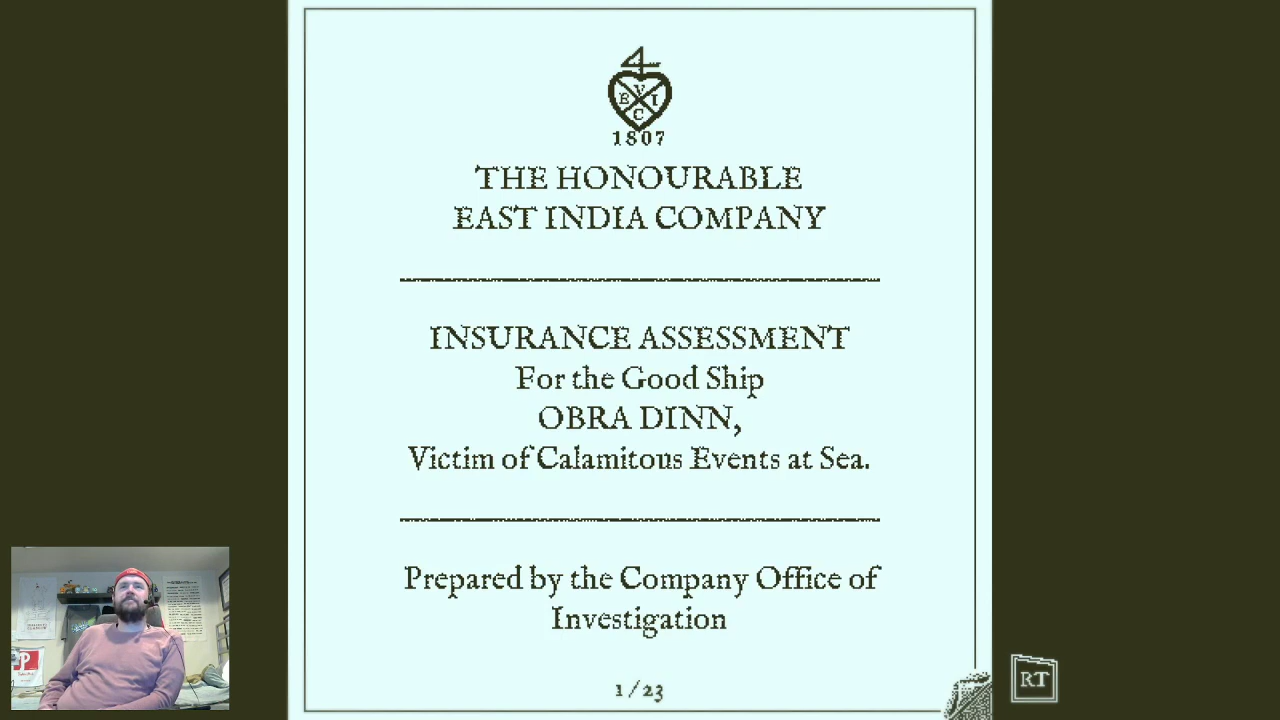 4
V
E I
C
1807
THE HONOURABLE
EAST INDIA COMPANY
INSURANCE ASSESSMENT
For the Good Ship
OBRA DINN,
Victim of Calamitous Events at Sea.
Prepared by the Company Office of
Investigation
1/23
RT
P